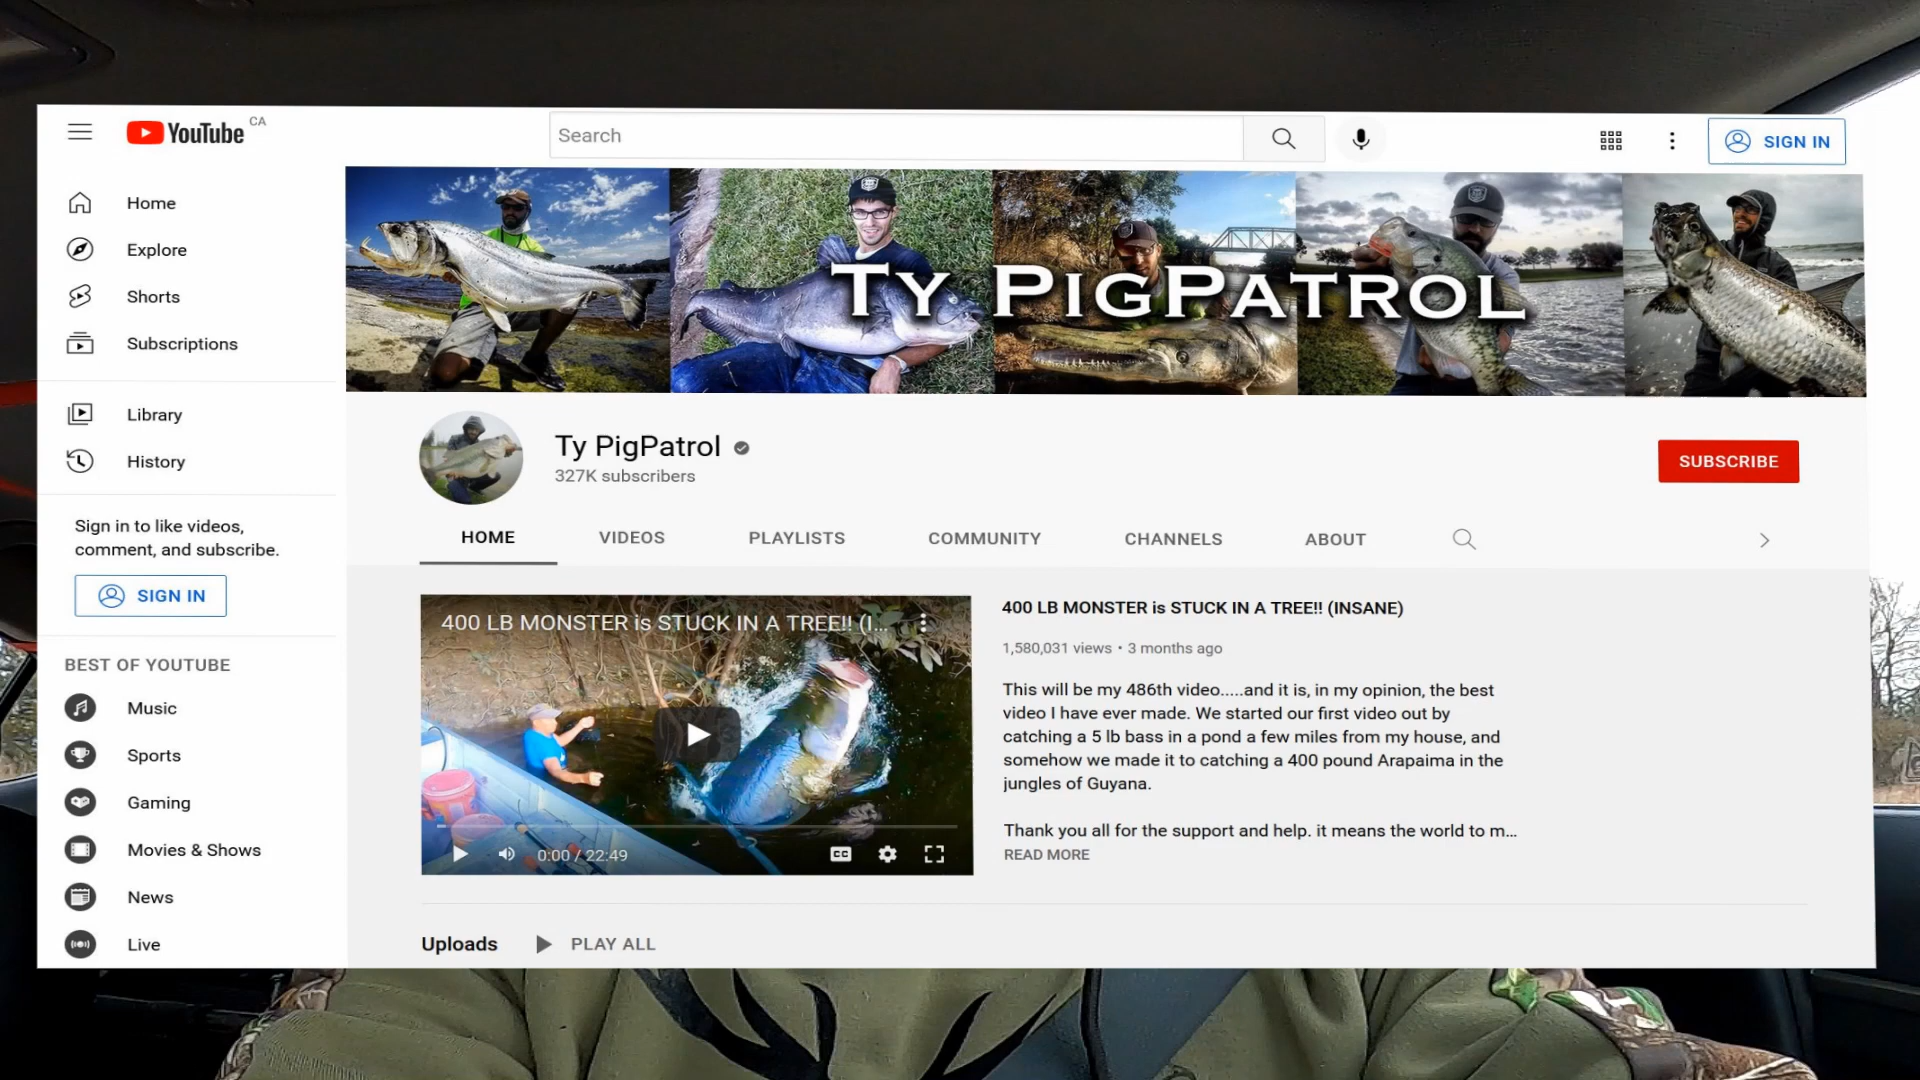 YouTube CA
Search
SIGN IN
Home
Explore
Shorts
Subscriptions
Library
History
Sign in to like videos,
comment, and subscribe.
SIGN IN
BEST OF YOUTUBE
Music
Sports
Gaming
Movies & Shows
News
Live
TY PIGPATROL
Ty PigPatrol
327K subscribers
SUBSCRIBE
HOME VIDEOS PLAYLISTS COMMUNITY CHANNELS ABOUT
400 LB MONSTER is STUCK IN A TREE!! (I...
CC
0:00 / 22:49
400 LB MONSTER is STUCK IN A TREE!! (INSANE)
1,580,031 views • 3 months ago
This will be my 486th video.....and it is, in my opinion, the best
video I have ever made. We started our first video out by
catching a 5 lb bass in a pond a few miles from my house, and
somehow we made it to catching a 400 pound Arapaima in the
jungles of Guyana.
Thank you all for the support and help. it means the world to m...
READ MORE
Uploads PLAY ALL